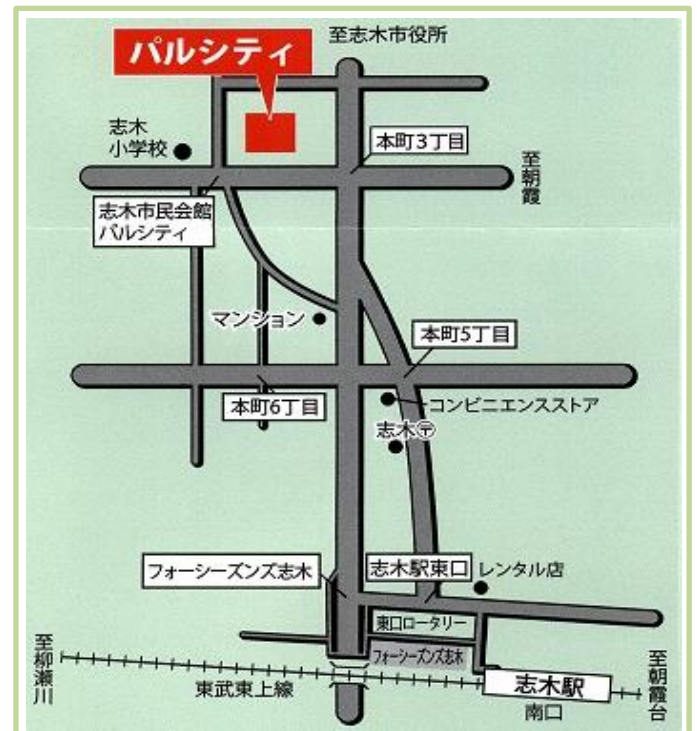 至志木市役所
パルシティ
志木
小学校
本町3丁目
至朝霞
志木市民会館
パルシティ
マンション
本町5丁目
本町6丁目
コンビニエンスストア
志木〒
フォーシーズンズ志木
志木駅東口
レンタル店
東口ロータリー
フォーシーズンズ志木
至柳瀬川
東武東上線
志木駅
南口
至朝霞台